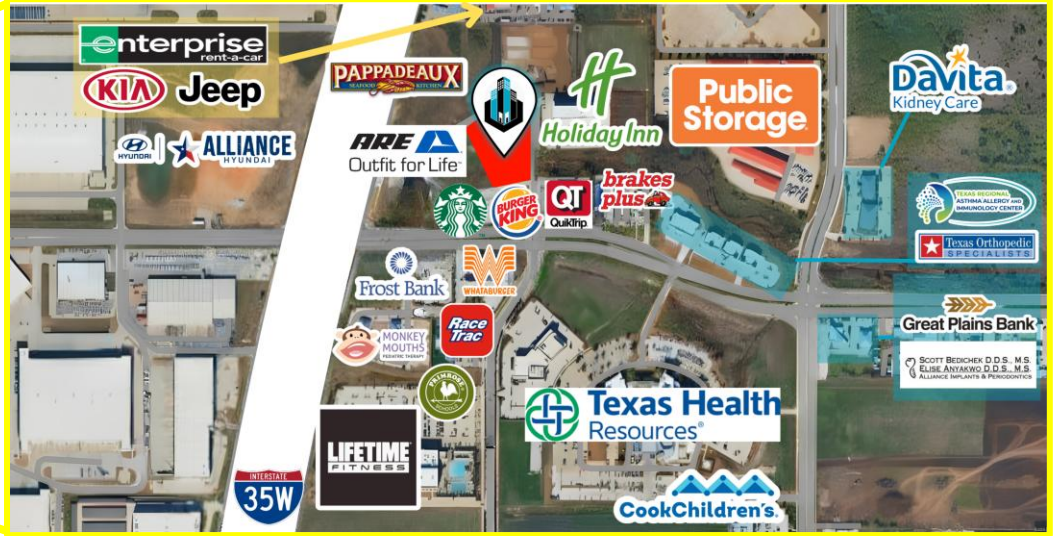 enterprise
rent-a-car
KIA
Jeep
HYUNDAI
ALLIANCE
HYUNDAI
PAPPADEAUX
SEAFOOD KITCHEN
ARE
Outfit for Life
Holiday Inn
Public
Storage
DaVita
Kidney Care
BURGER
KING
QT
QuikTrip
brakes
plus
TEXAS REGIONAL
ASTHMA ALLERGY AND
IMMUNOLOGY CENTER
Texas Orthopedic
SPECIALISTS
Frost Bank
WHATABURGER
Great Plains Bank
MONKEY
MOUTHS
PEDIATRIC THERAPY
Race
Trac
SCOTT BEDICHEK D.D.S., M.S.
ELISE ANYAKWO D.D.S., M.S.
ALLIANCE IMPLANTS & PERIODONTICS
PRIMROSE
SCHOOLS
Texas Health
Resources®
LIFETIME
FITNESS
INTERSTATE
35W
CookChildren's.